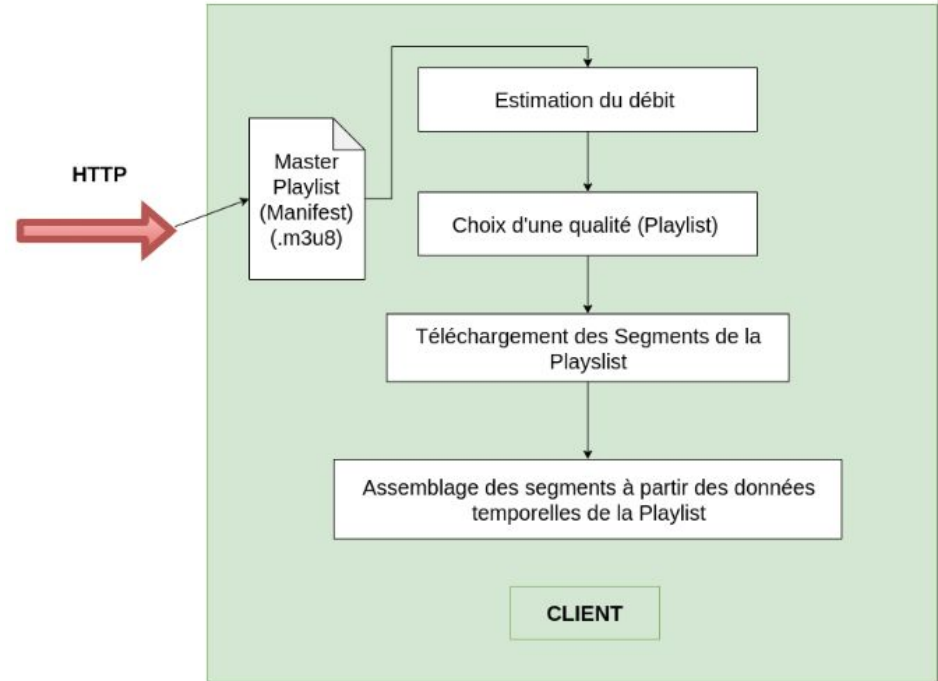 HTTP
Master
Playlist
(Manifest)
(.m3u8)
Estimation du débit
Choix d'une qualité (Playlist)
Téléchargement des Segments de la
Playslist
Assemblage des segments à partir des données
temporelles de la Playlist
CLIENT